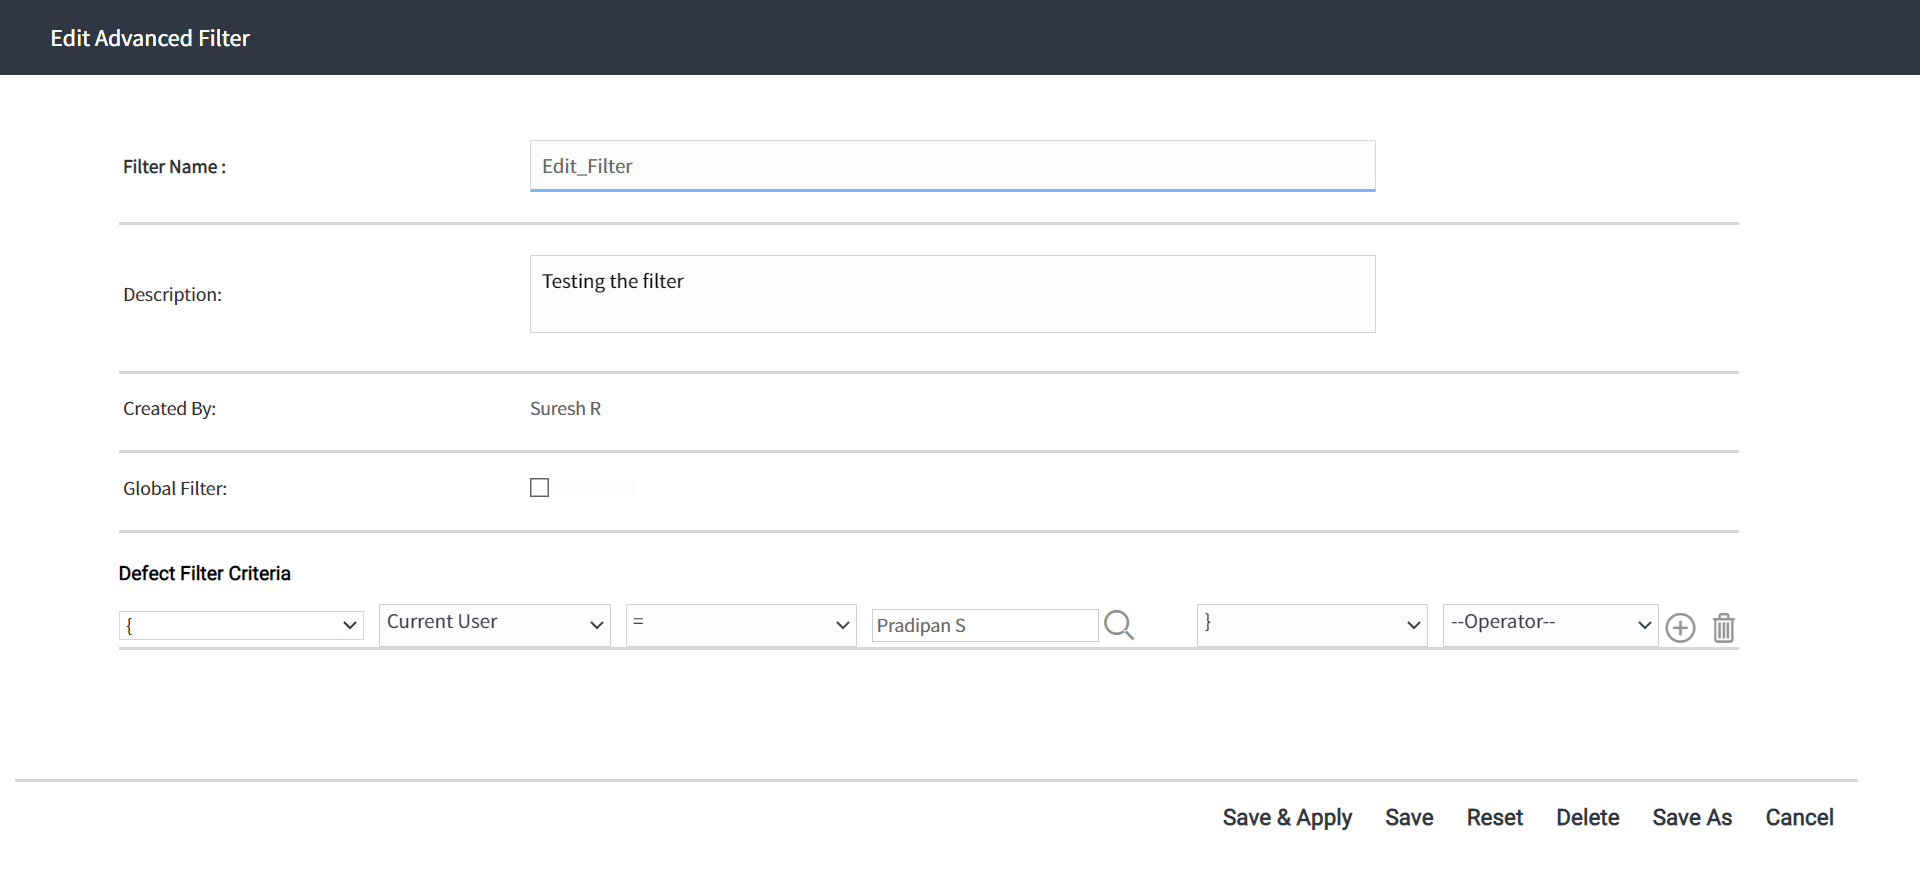 Edit Advanced Filter
Filter Name : Edit_Filter
Description: Testing the filter
Created By: Suresh R
Global Filter:
Defect Filter Criteria
{ Current User = Pradipan S } --Operator--
Save & Apply Save Reset Delete Save As Cancel